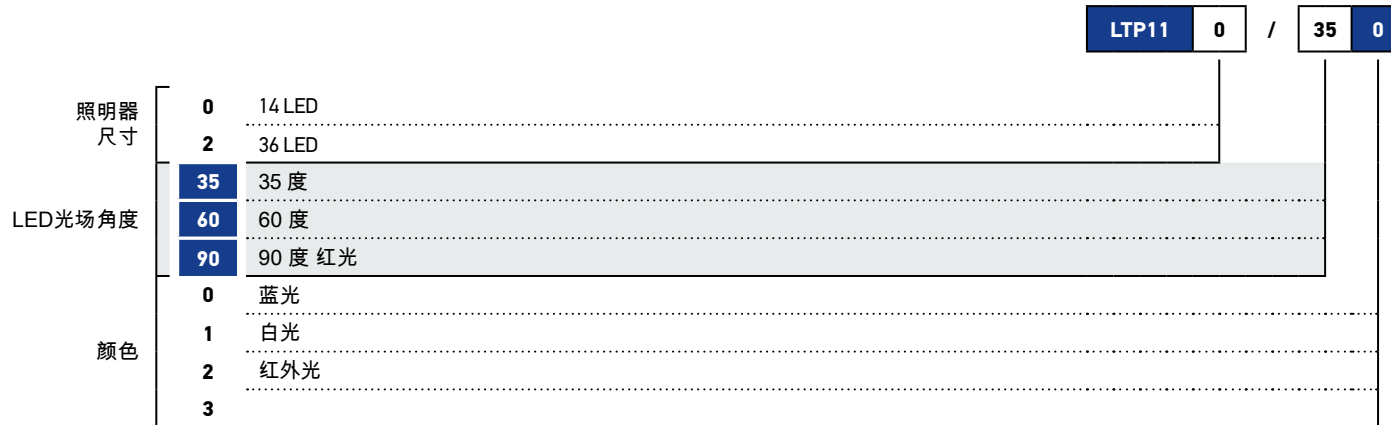 LTP11 0 / 35 0
照明器
尺寸
0 14 LED
2 36 LED
LED光场角度
35 35 度
60 60 度
90 90 度 红光
颜色
0 蓝光
1 白光
2 红外光
3